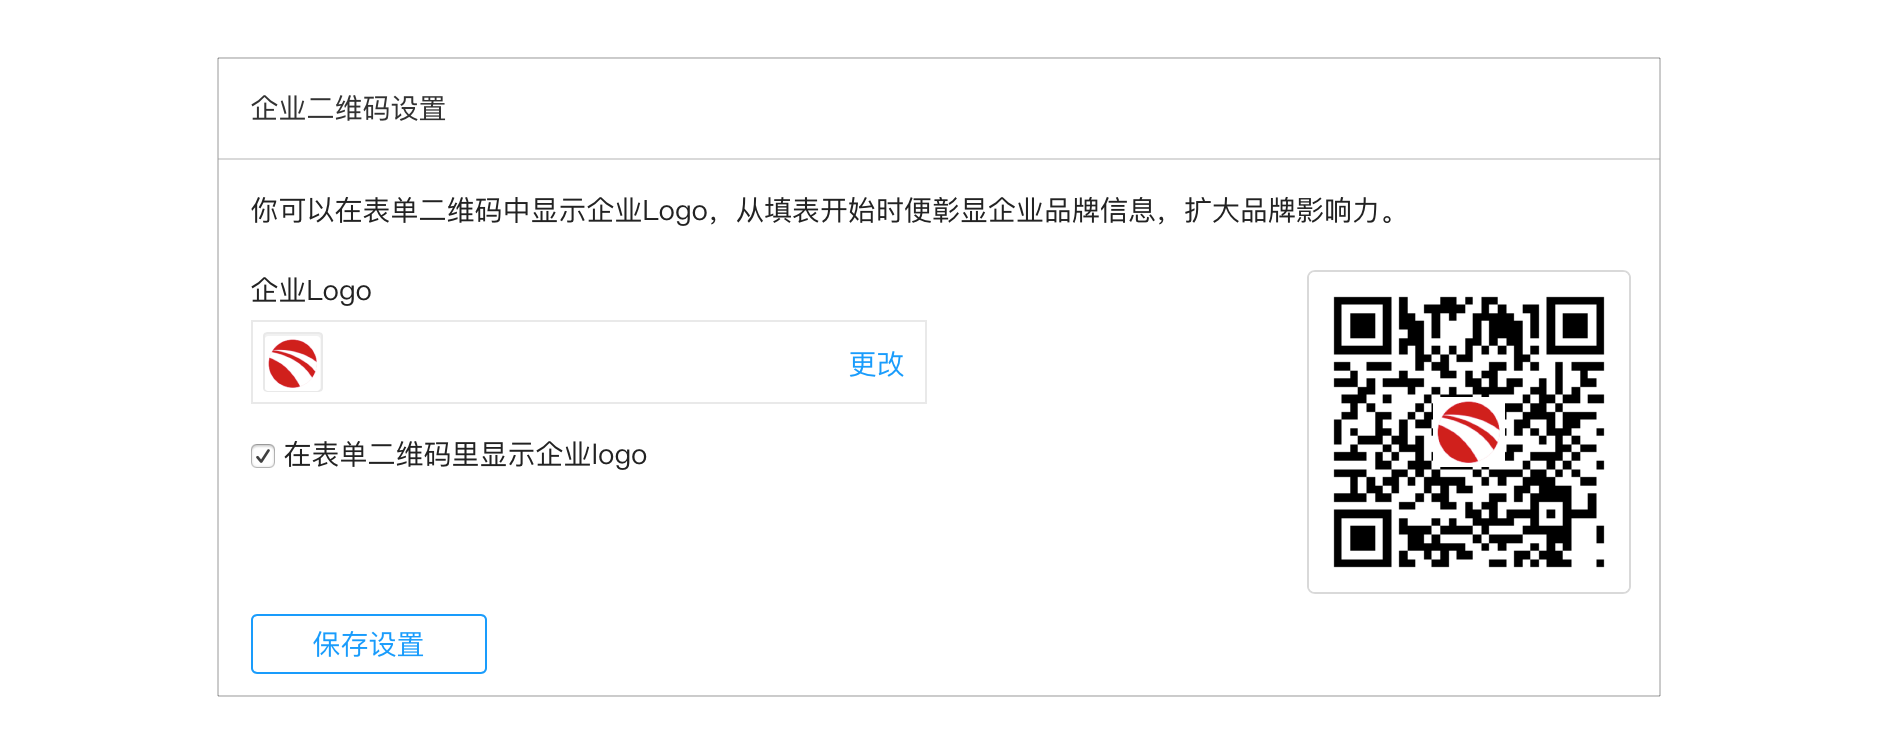 企业二维码设置
你可以在表单二维码中显示企业Logo，从填表开始时便彰显企业品牌信息，扩大品牌影响力。
企业Logo
更改
在表单二维码里显示企业logo
保存设置